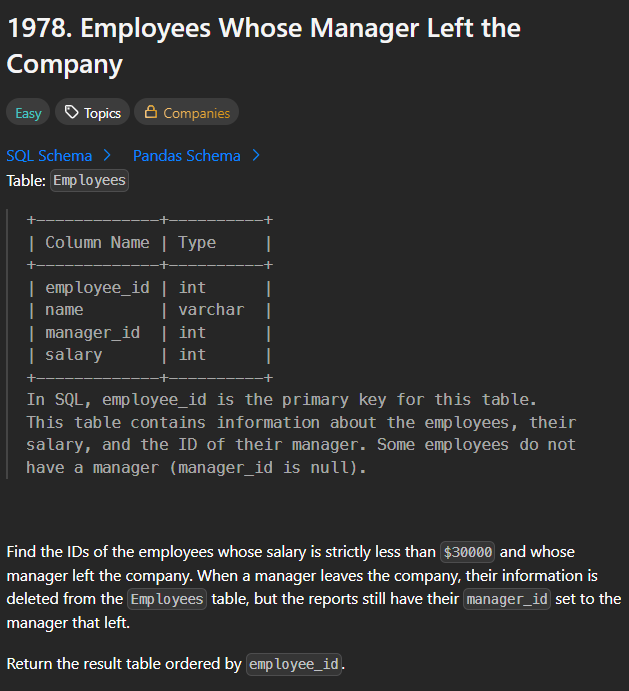 1978. Employees Whose Manager Left the
Company
Easy Topics Companies
SQL Schema > Pandas Schema >
Table: Employees
+-------------+----------+
| Column Name | Type     |
+-------------+----------+
| employee_id | int      |
| name        | varchar  |
| manager_id  | int      |
| salary      | int      |
+-------------+----------+
In SQL, employee_id is the primary key for this table.
This table contains information about the employees, their
salary, and the ID of their manager. Some employees do not
have a manager (manager_id is null).
Find the IDs of the employees whose salary is strictly less than $30000 and whose
manager left the company. When a manager leaves the company, their information is
deleted from the Employees table, but the reports still have their manager_id set to the
manager that left.
Return the result table ordered by employee_id.